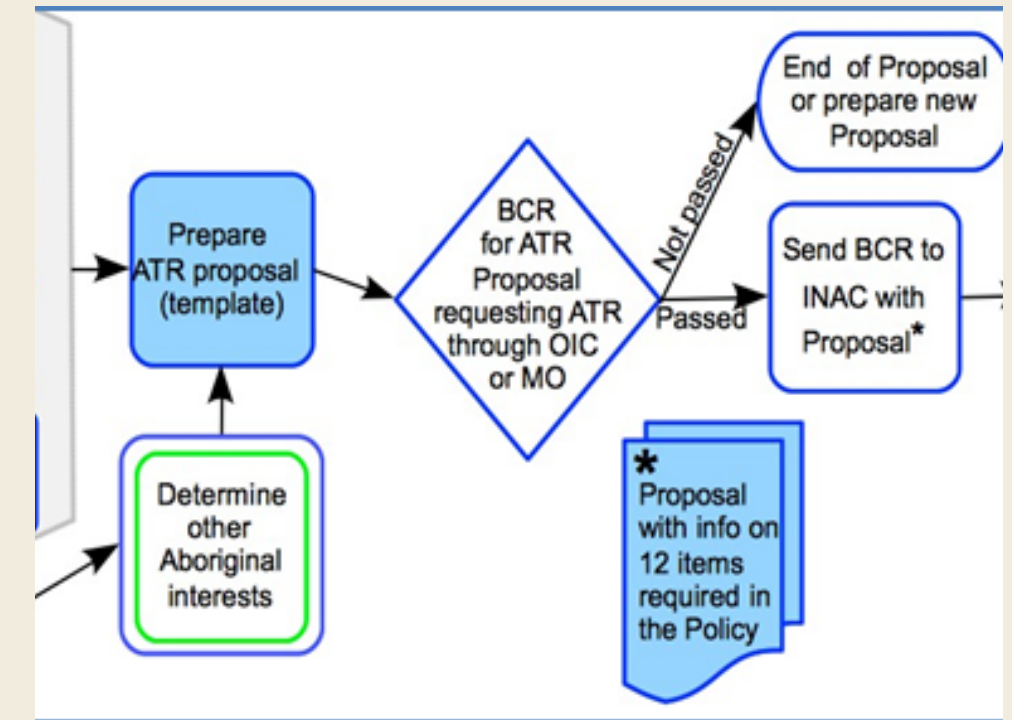 End of Proposal
or prepare new
Proposal
Not passed
BCR
for ATR
Proposal
requesting ATR
through OIC
or MO
Prepare
ATR proposal
(template)
Send BCR to
INAC with
Proposal*
Passed
*
Proposal
with info on
12 items
required in
the Policy
Determine
other
Aboriginal
interests